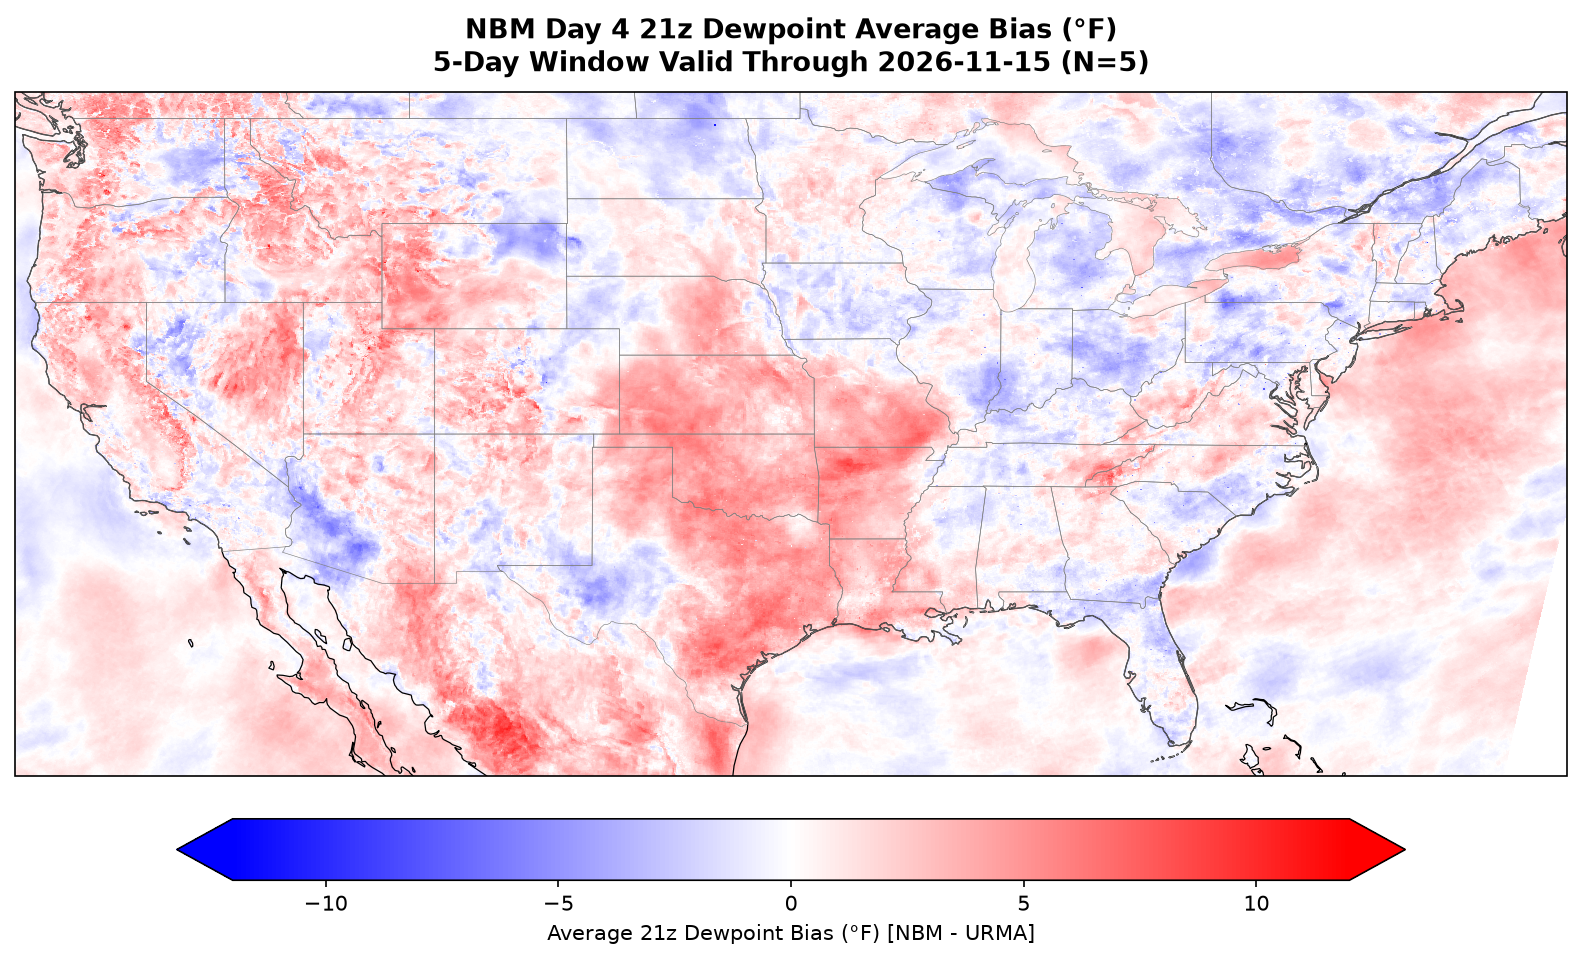 NBM Day 4 21z Dewpoint Average Bias (°F)
5-Day Window Valid Through 2026-11-15 (N=5)
−10 −5 0 5 10
Average 21z Dewpoint Bias (°F) [NBM - URMA]